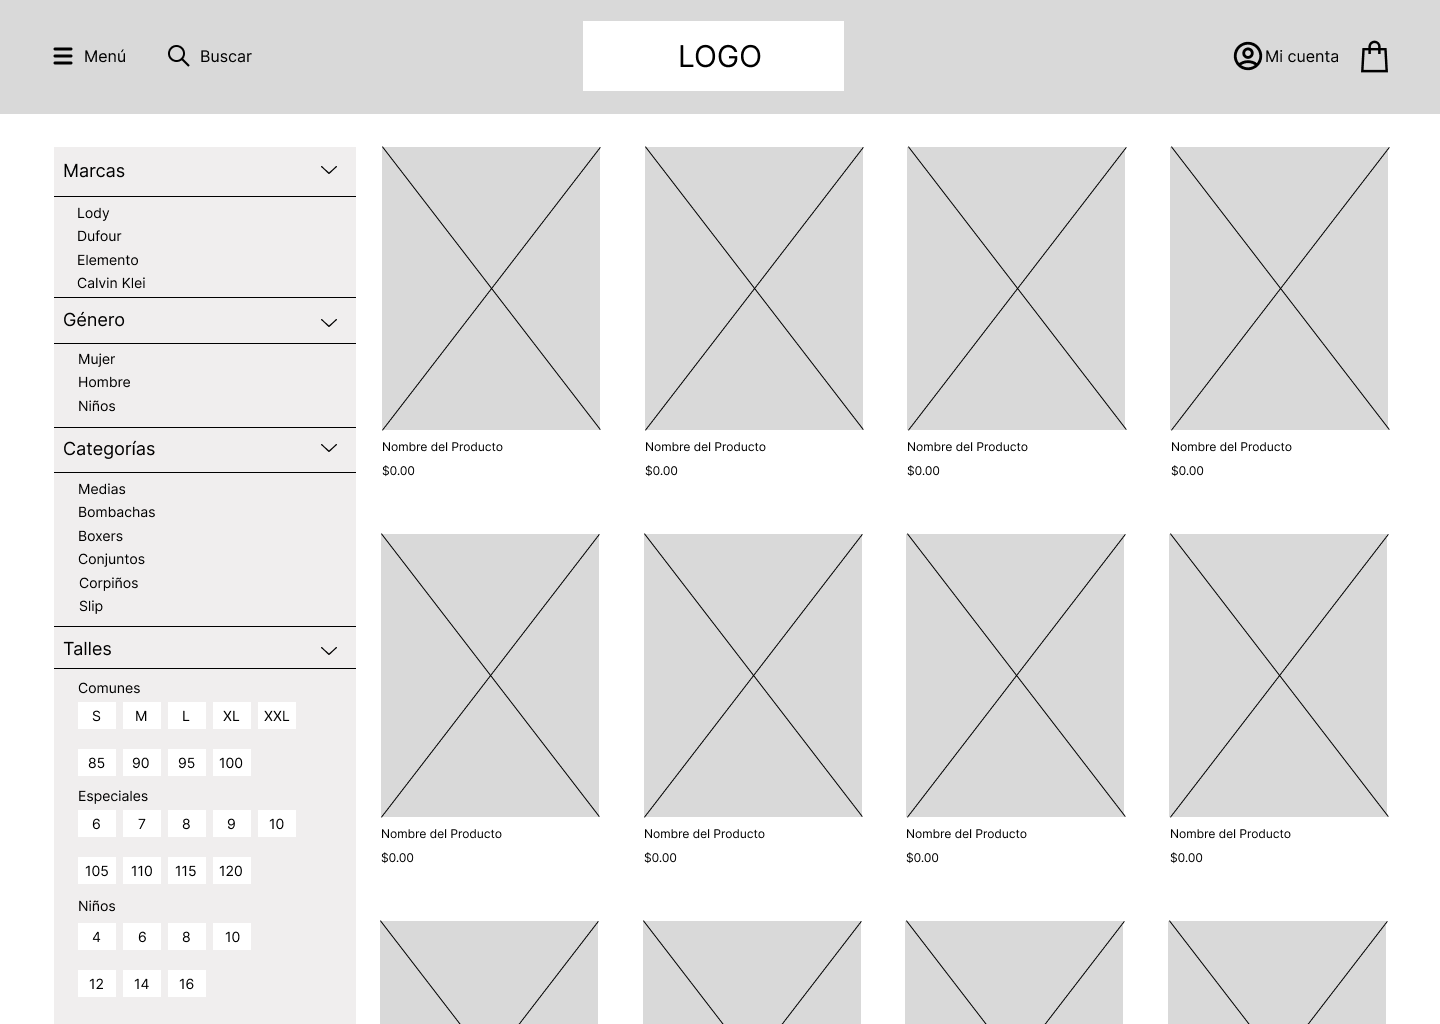 Menú
Buscar
LOGO
Mi cuenta
Marcas
Lody
Dufour
Elemento
Calvin Klei
Género
Mujer
Hombre
Niños
Categorías
Medias
Bombachas
Boxers
Conjuntos
Corpiños
Slip
Talles
Comunes
S M L XL XXL
85 90 95 100
Especiales
6 7 8 9 10
105 110 115 120
Niños
4 6 8 10
12 14 16
Nombre del Producto
$0.00
Nombre del Producto
$0.00
Nombre del Producto
$0.00
Nombre del Producto
$0.00
Nombre del Producto
$0.00
Nombre del Producto
$0.00
Nombre del Producto
$0.00
Nombre del Producto
$0.00